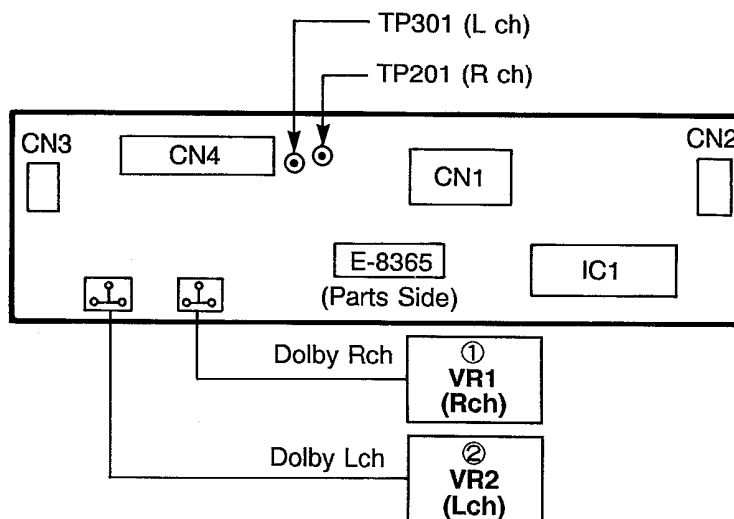 TP301 (L ch)
TP201 (R ch)
CN3
CN4
CN1
CN2
E-8365
(Parts Side)
IC1
Dolby Rch
①
VR1
(Rch)
Dolby Lch
②
VR2
(Lch)